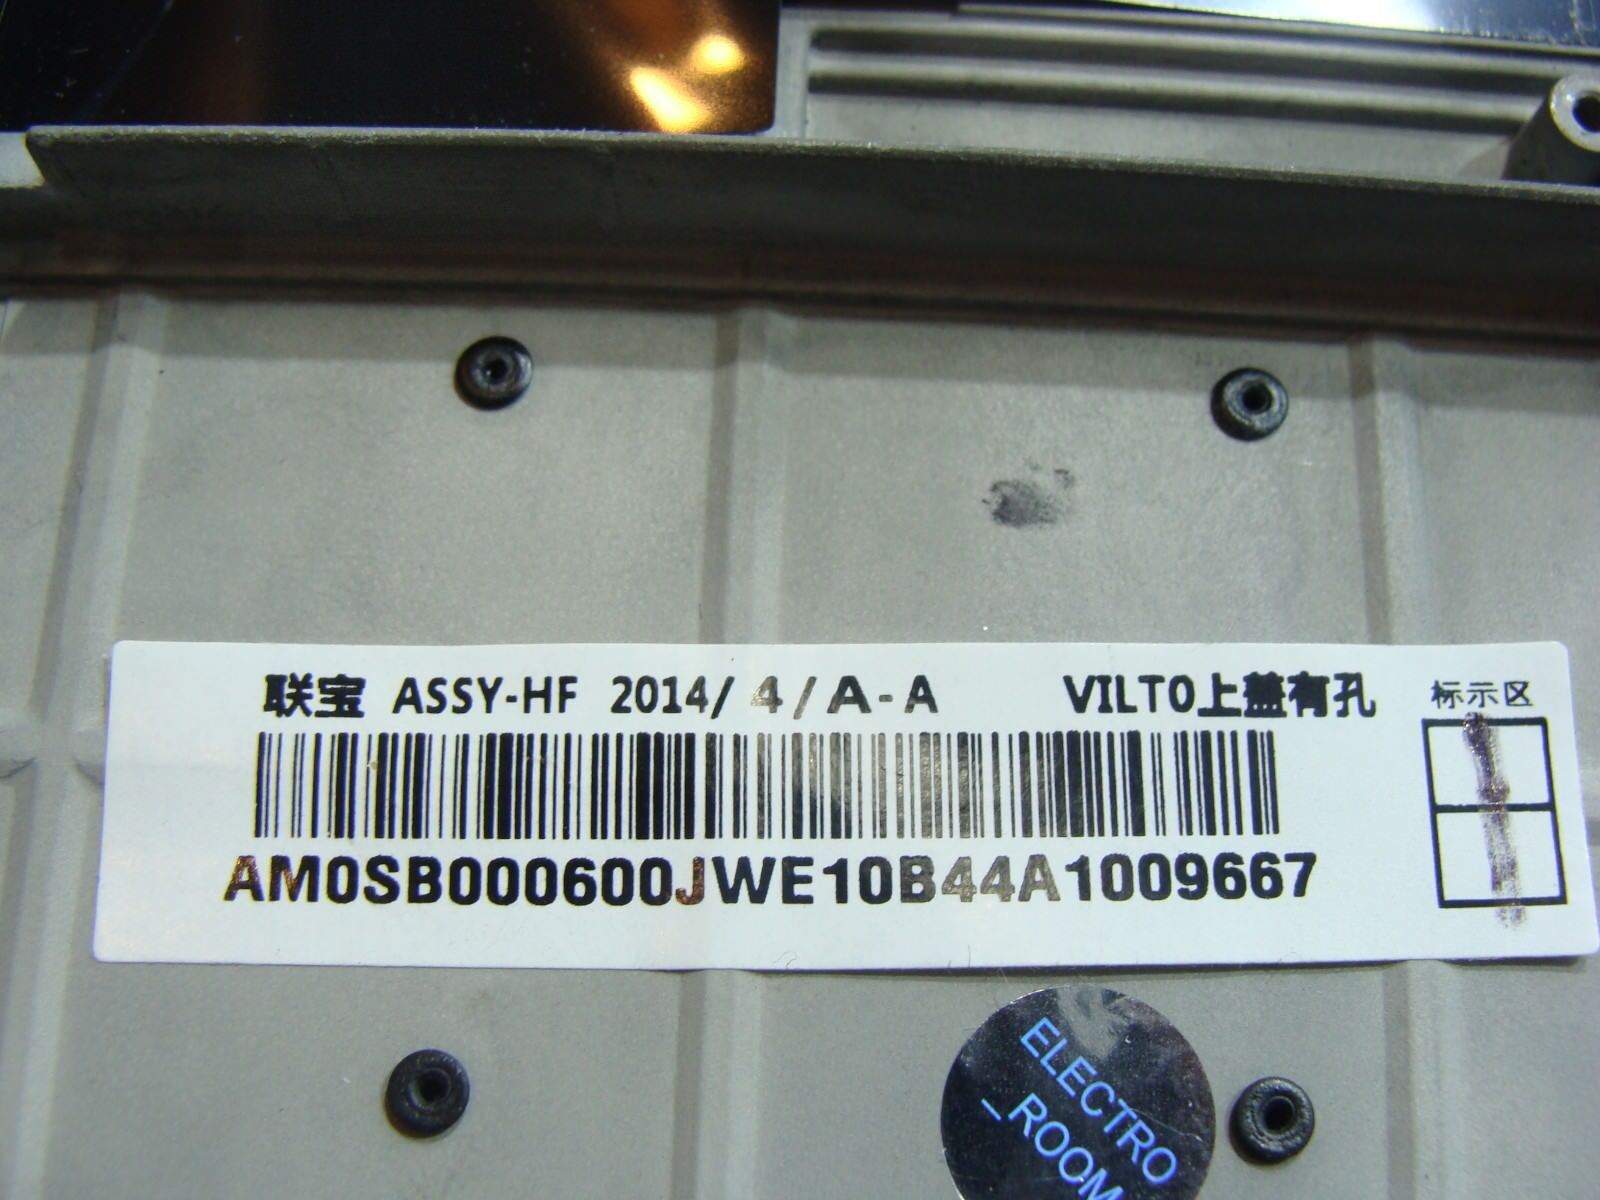 联宝 ASSY-HF 2014/ 4 / A - A VILT0上盖有孔 标示区
AM0SB000600JWE10B44A1009667
ELECTRO
_ROOM